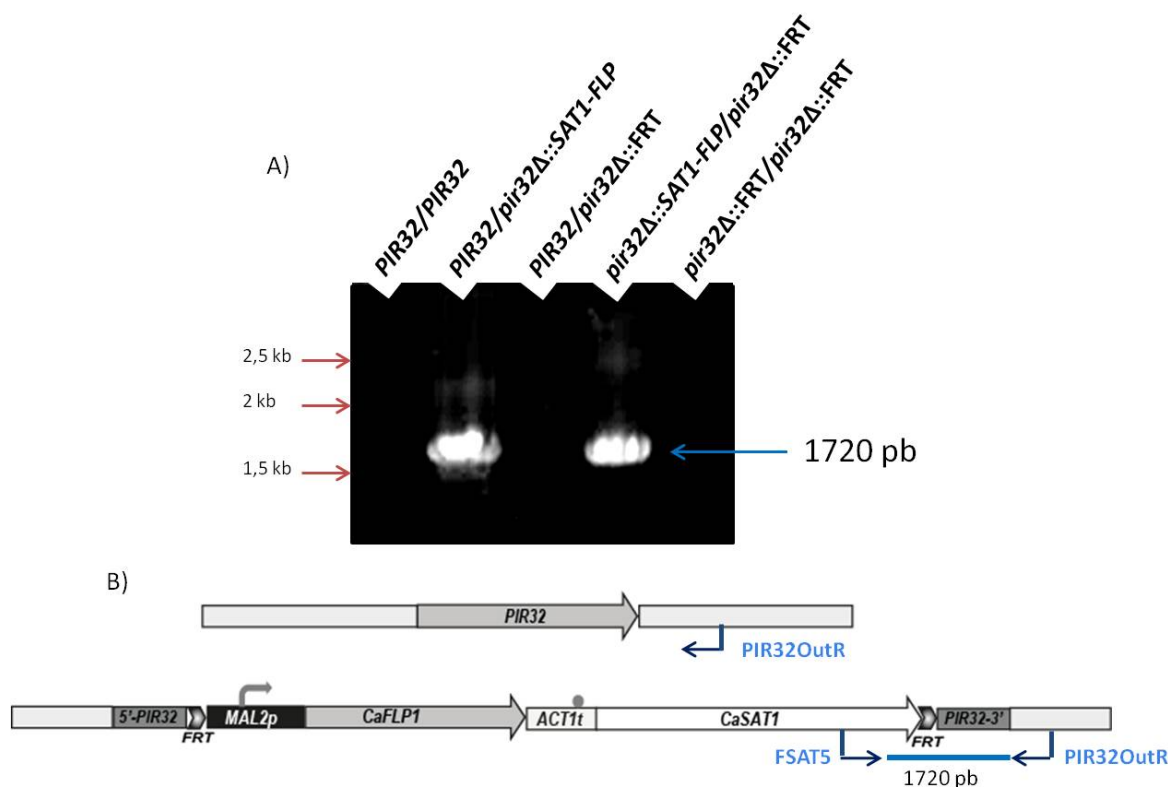 A)
PIR32/PIR32
PIR32/pir32Δ::SAT1-FLP
PIR32/pir32Δ::FRT
pir32Δ::SAT1-FLP/pir32Δ::FRT
pir32Δ::FRT/pir32Δ::FRT
2,5 kb
2 kb
1,5 kb
1720 pb
B)
PIR32
PIR32OutR
5'-PIR32
FRT
MAL2p
CaFLP1
ACT1t
CaSAT1
FRT
PIR32-3'
FSAT5
PIR32OutR
1720 pb